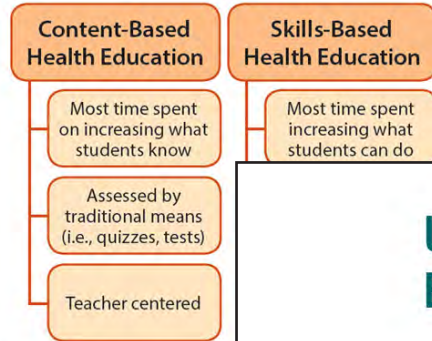 Content-Based
Health Education
Most time spent
on increasing what
students know
Assessed by
traditional means
(i.e., quizzes, tests)
Teacher centered
Skills-Based
Health Education
Most time spent
increasing what
students can do